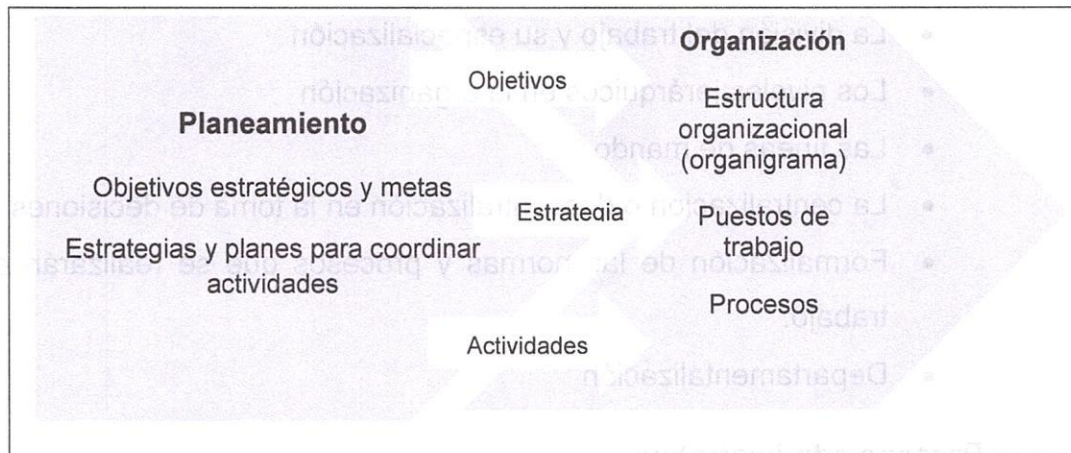 Planeamiento
Objetivos estratégicos y metas
Estrategias y planes para coordinar
actividades
Objetivos
Estrategia
Actividades
Organización
Estructura
organizacional
(organigrama)
Puestos de
trabajo
Procesos